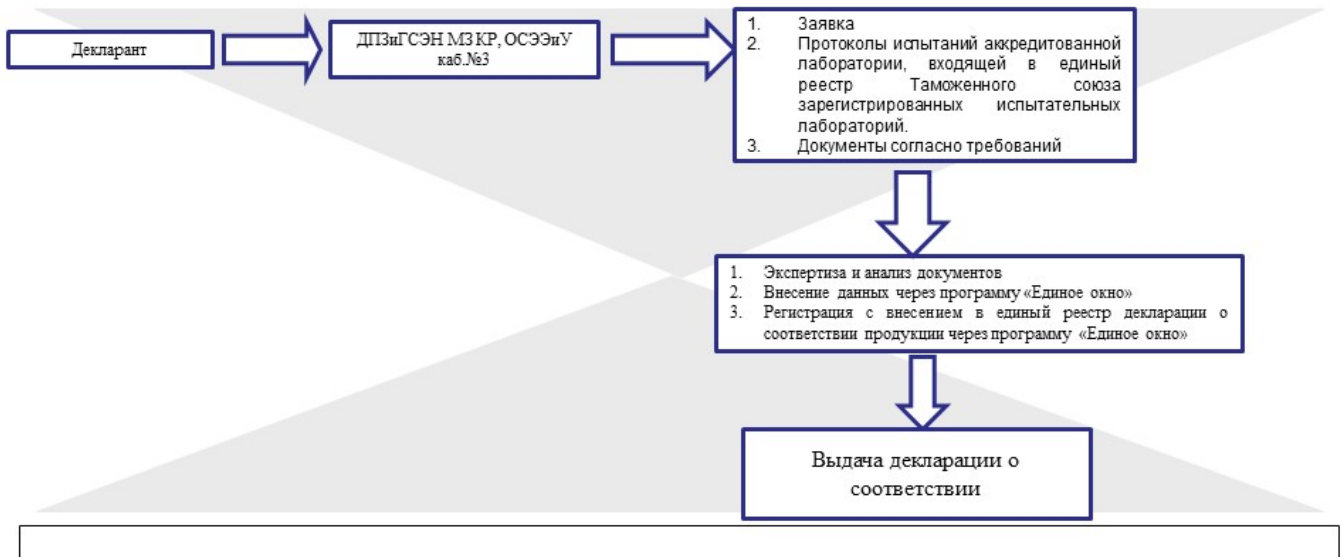 Декларант
ДПЗиГСЭН МЗ КР, ОСЭЭиУ
каб.№3
1. Заявка
2. Протоколы испытаний аккредитованной
лаборатории, входящей в единый
реестр Таможенного союза
зарегистрированных испытательных
лабораторий.
3. Документы согласно требований
1. Экспертиза и анализ документов
2. Внесение данных через программу «Единое окно»
3. Регистрация с внесением в единый реестр декларации о
соответствии продукции через программу «Единое окно»
Выдача декларации о
соответствии